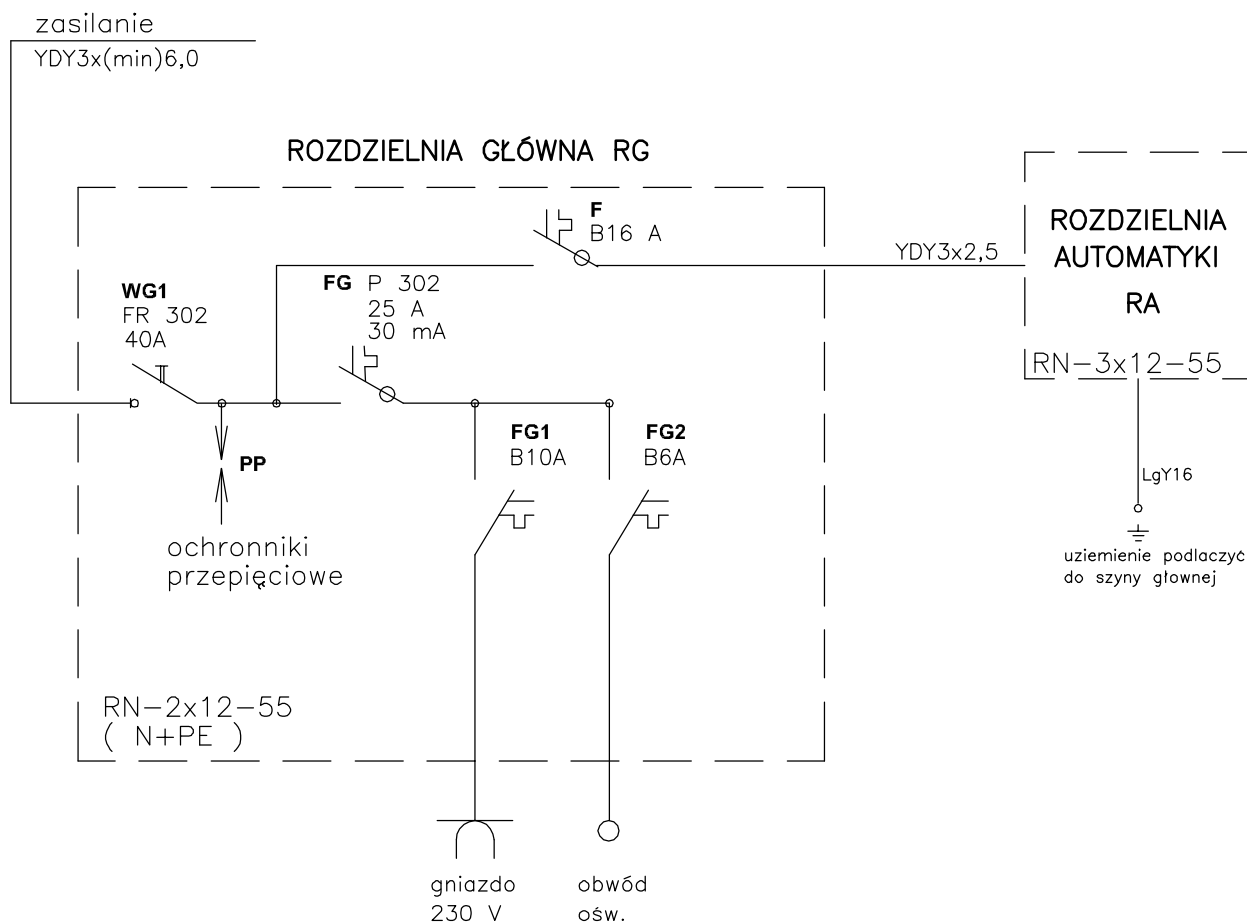 zasilanie
YDY3x(min)6,0
ROZDZIELNIA GŁÓWNA RG
F
B16 A
YDY3x2,5
ROZDZIELNIA
AUTOMATYKI
RA
RN-3x12-55
WG1
FR 302
40A
FG P 302
25 A
30 mA
FG1
B10A
FG2
B6A
PP
ochronniki
przepięciowe
LgY16
uziemienie podlaczyć
do szyny głownej
RN-2x12-55
( N+PE )
gniazdo
230 V
obwód
ośw.